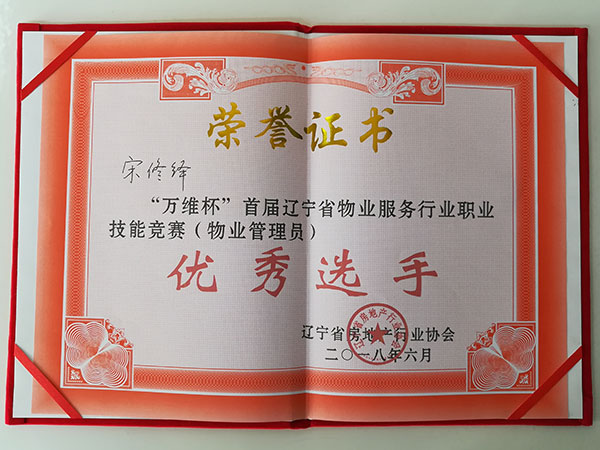 荣誉证书
宋修绎
“万维杯”首届辽宁省物业服务行业职业
技能竞赛（物业管理员）
优秀选手
辽宁省房地产行业协会
二〇一八年六月